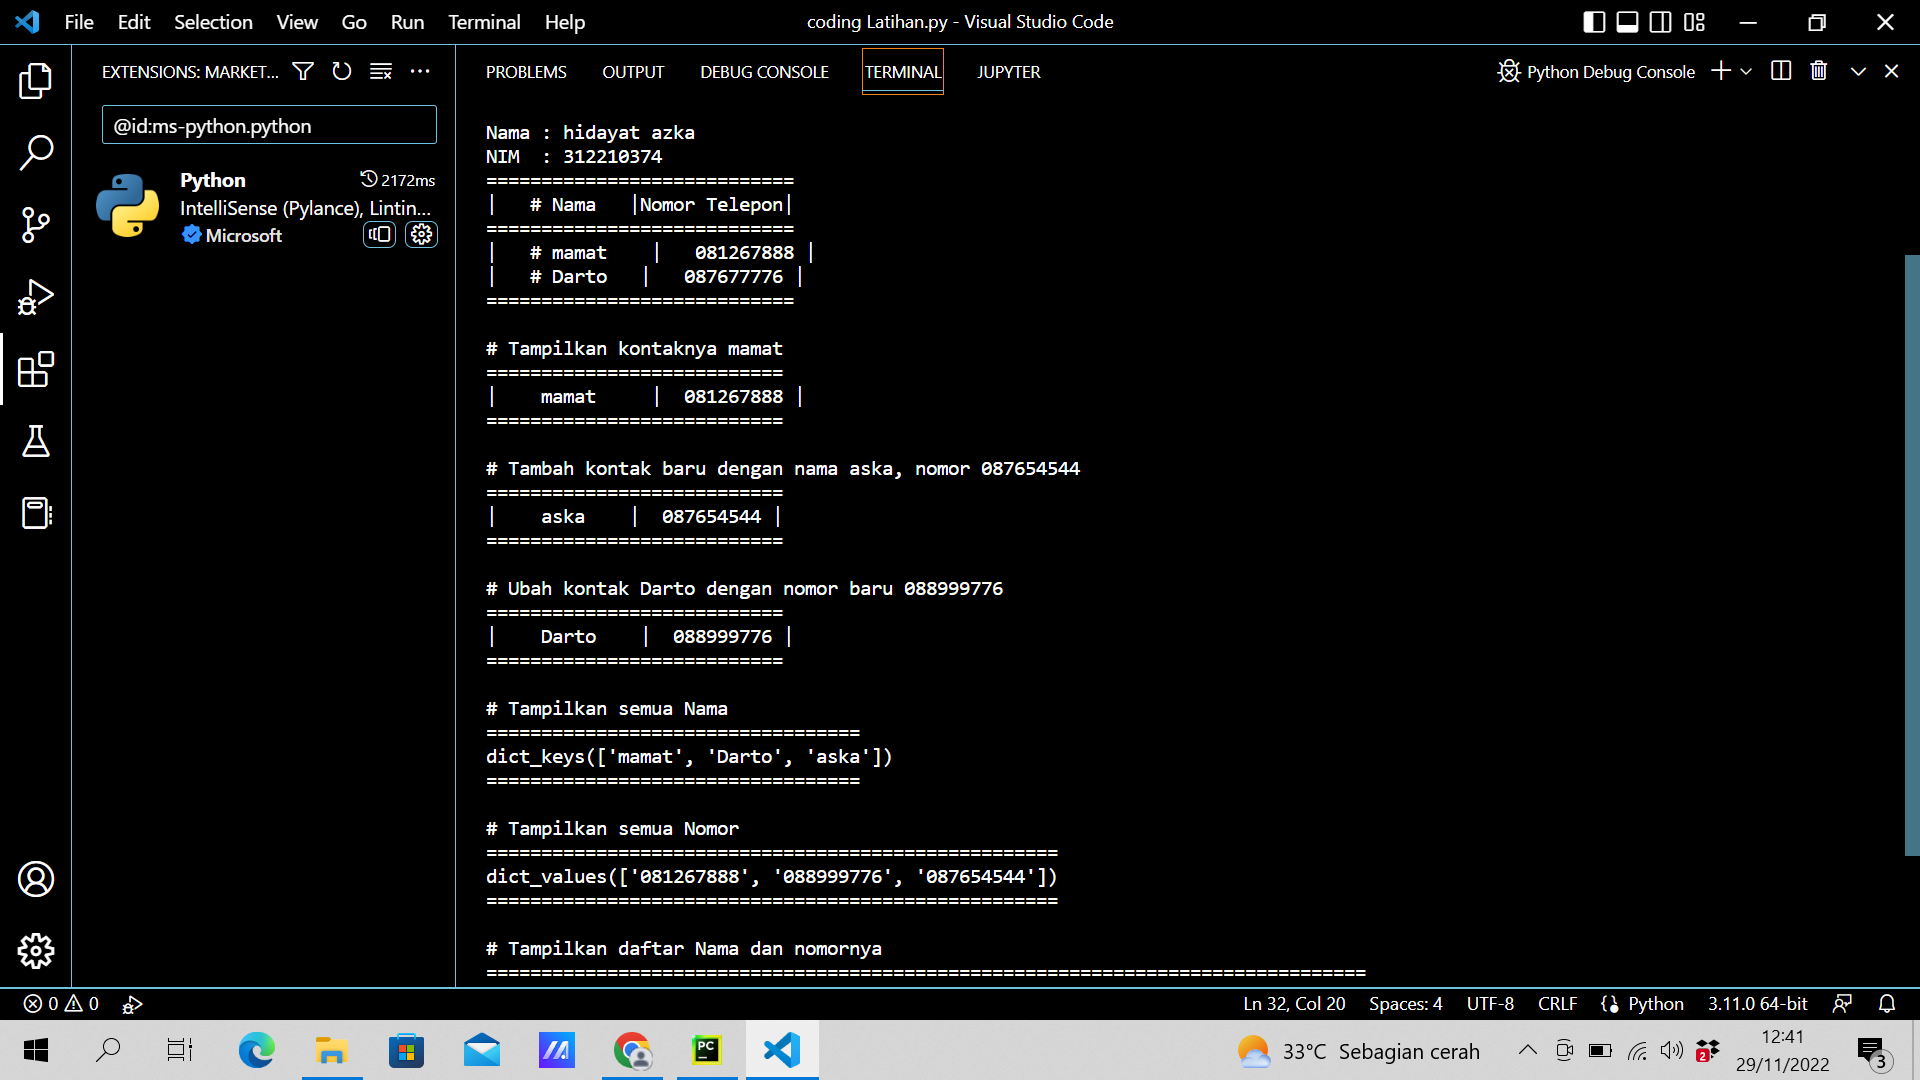 File Edit Selection View Go Run Terminal Help
coding Latihan.py - Visual Studio Code
EXTENSIONS: MARKET...
@id:ms-python.python
Python 2172ms
IntelliSense (Pylance), Lintin...
Microsoft
PROBLEMS OUTPUT DEBUG CONSOLE TERMINAL JUPYTER
Python Debug Console
Nama : hidayat azka
NIM  : 312210374
============================
|   # Nama   |Nomor Telepon|
============================
|   # mamat    |   081267888 |
|   # Darto   |   087677776 |
============================
# Tampilkan kontaknya mamat
===========================
|    mamat     |  081267888 |
===========================
# Tambah kontak baru dengan nama aska, nomor 087654544
===========================
|    aska    |  087654544 |
===========================
# Ubah kontak Darto dengan nomor baru 088999776
===========================
|    Darto    |  088999776 |
===========================
# Tampilkan semua Nama
==================================
dict_keys(['mamat', 'Darto', 'aska'])
==================================
# Tampilkan semua Nomor
====================================================
dict_values(['081267888', '088999776', '087654544'])
====================================================
# Tampilkan daftar Nama dan nomornya
================================================================================
0 0
Ln 32, Col 20 Spaces: 4 UTF-8 CRLF Python 3.11.0 64-bit
PC
33°C Sebagian cerah
2
12:41
29/11/2022
3